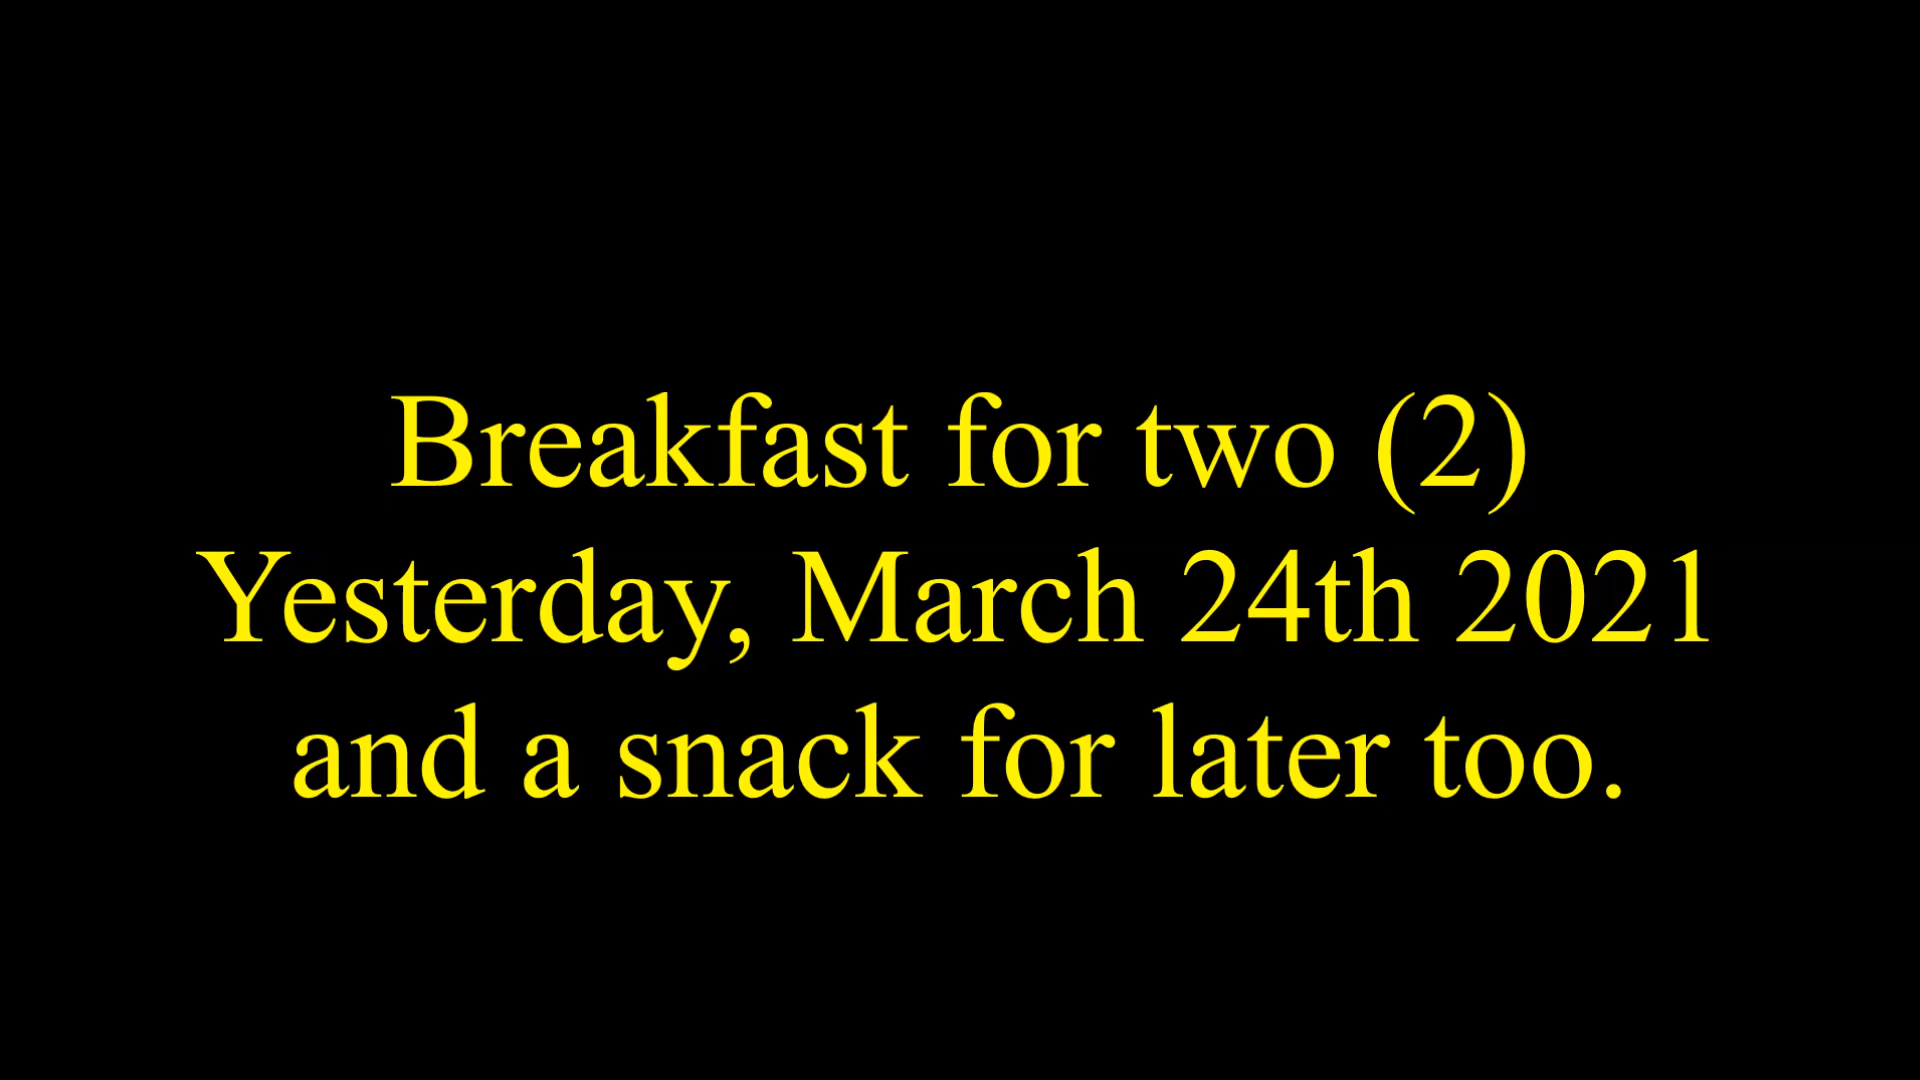 Breakfast for two (2)
Yesterday, March 24th 2021
and a snack for later too.